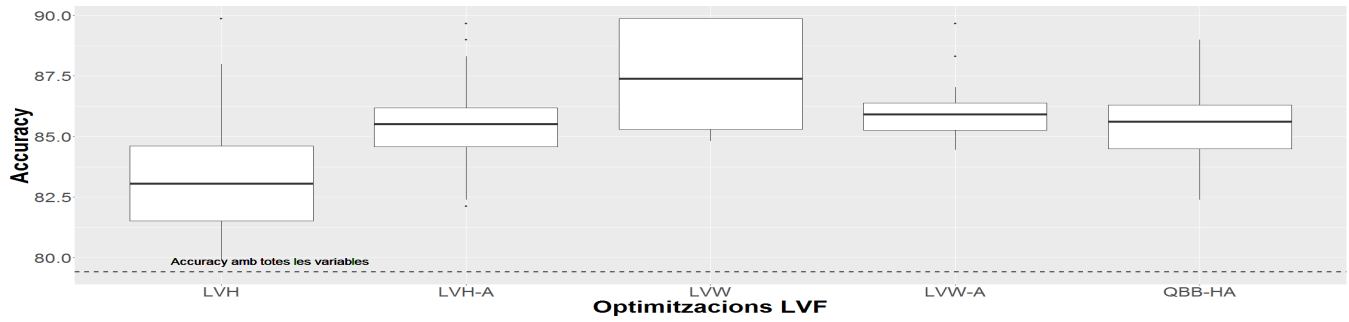 90.0
87.5
85.0
82.5
80.0
Accuracy
Accuracy amb totes les variables
LVH
LVH-A
LVW
LVW-A
QBB-HA
Optimitzacions LVF